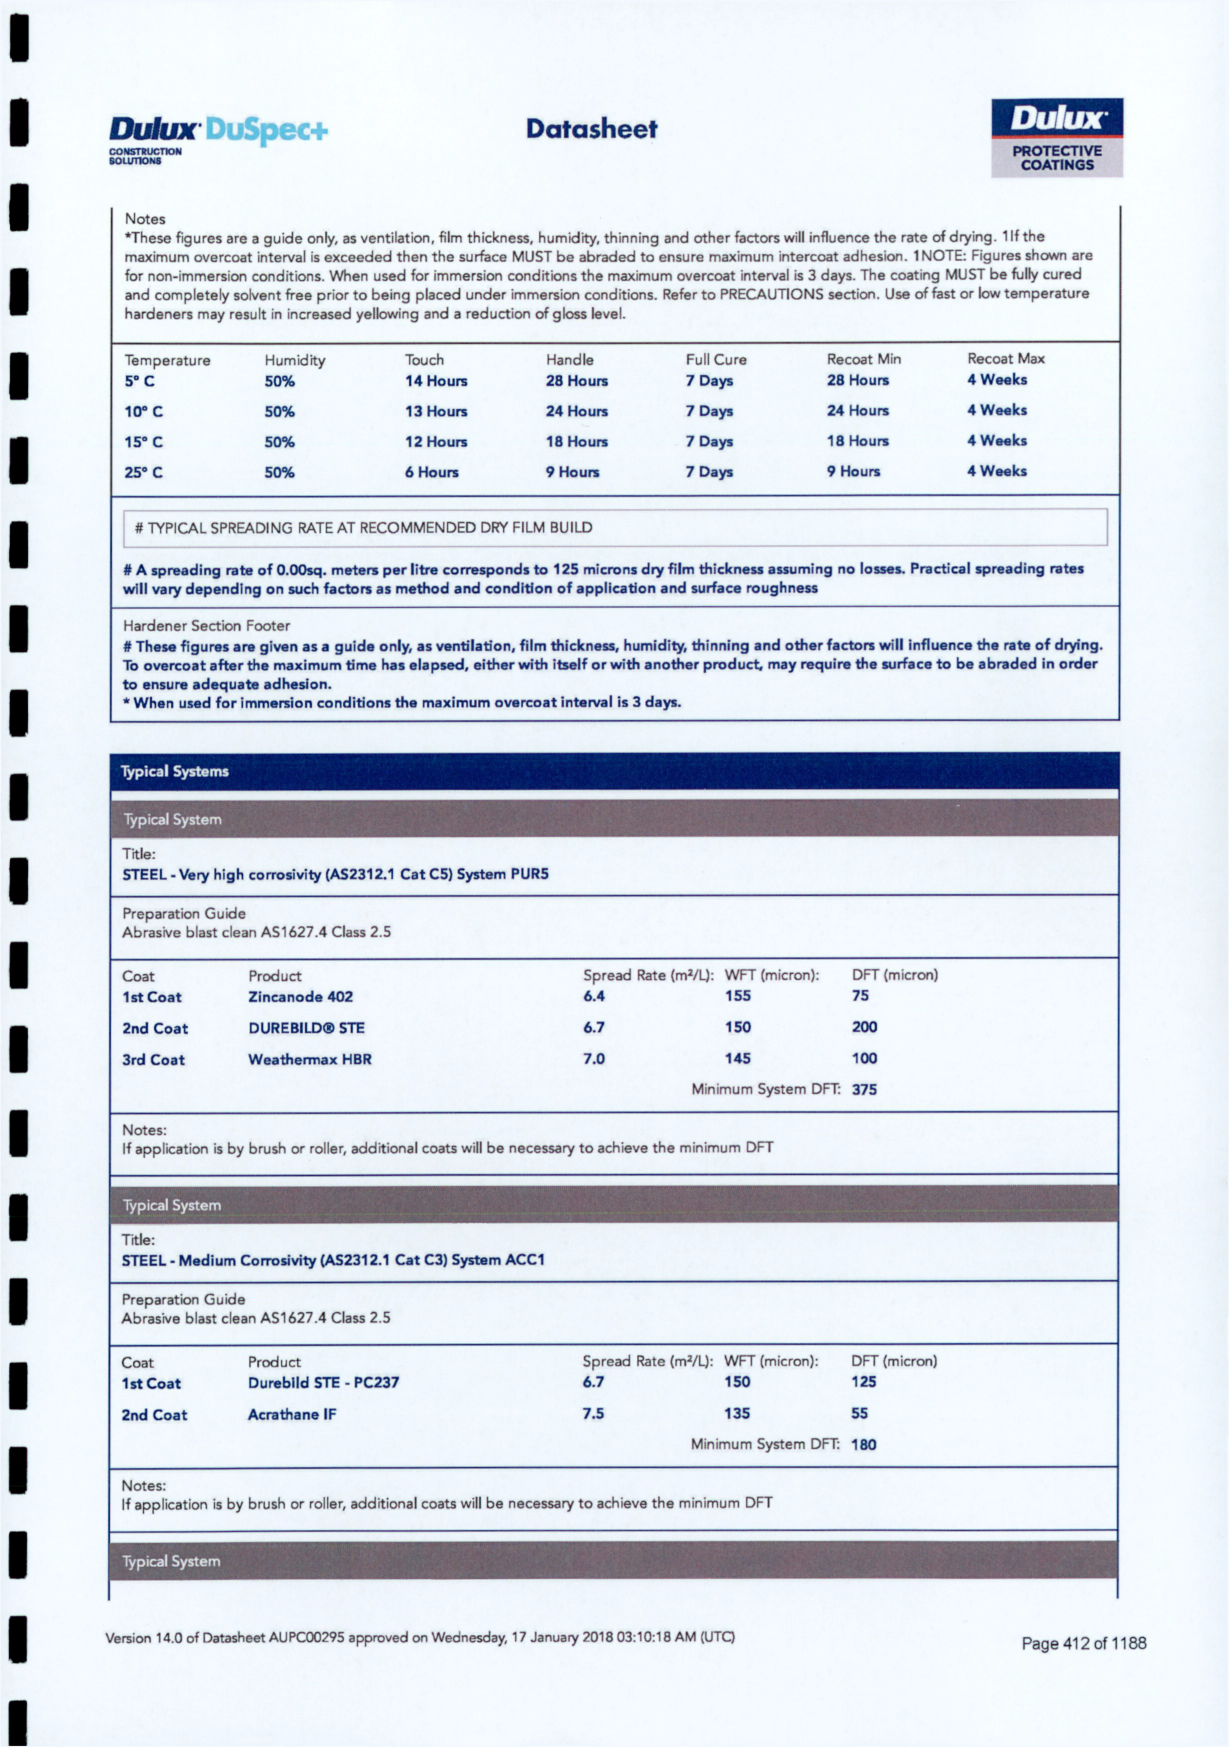 Dulux DuSpec+
CONSTRUCTION
SOLUTIONS
Datasheet
Dulux
PROTECTIVE
COATINGS
Notes
*These figures are a guide only, as ventilation, film thickness, humidity, thinning and other factors will influence the rate of drying. 1If the
maximum overcoat interval is exceeded then the surface MUST be abraded to ensure maximum intercoat adhesion. 1NOTE: Figures shown are
for non-immersion conditions. When used for immersion conditions the maximum overcoat interval is 3 days. The coating MUST be fully cured
and completely solvent free prior to being placed under immersion conditions. Refer to PRECAUTIONS section. Use of fast or low temperature
hardeners may result in increased yellowing and a reduction of gloss level.
Temperature Humidity Touch Handle Full Cure Recoat Min Recoat Max
5° C 50% 14 Hours 28 Hours 7 Days 28 Hours 4 Weeks
10° C 50% 13 Hours 24 Hours 7 Days 24 Hours 4 Weeks
15° C 50% 12 Hours 18 Hours 7 Days 18 Hours 4 Weeks
25° C 50% 6 Hours 9 Hours 7 Days 9 Hours 4 Weeks
# TYPICAL SPREADING RATE AT RECOMMENDED DRY FILM BUILD
# A spreading rate of 0.00sq. meters per litre corresponds to 125 microns dry film thickness assuming no losses. Practical spreading rates
will vary depending on such factors as method and condition of application and surface roughness
Hardener Section Footer
# These figures are given as a guide only, as ventilation, film thickness, humidity, thinning and other factors will influence the rate of drying.
To overcoat after the maximum time has elapsed, either with itself or with another product, may require the surface to be abraded in order
to ensure adequate adhesion.
* When used for immersion conditions the maximum overcoat interval is 3 days.
Typical Systems
Typical System
Title:
STEEL - Very high corrosivity (AS2312.1 Cat C5) System PUR5
Preparation Guide
Abrasive blast clean AS1627.4 Class 2.5
Coat Product Spread Rate (m²/L): WFT (micron): DFT (micron)
1st Coat Zincanode 402 6.4 155 75
2nd Coat DUREBILD® STE 6.7 150 200
3rd Coat Weathermax HBR 7.0 145 100
Minimum System DFT: 375
Notes:
If application is by brush or roller, additional coats will be necessary to achieve the minimum DFT
Typical System
Title:
STEEL - Medium Corrosivity (AS2312.1 Cat C3) System ACC1
Preparation Guide
Abrasive blast clean AS1627.4 Class 2.5
Coat Product Spread Rate (m²/L): WFT (micron): DFT (micron)
1st Coat Durebild STE - PC237 6.7 150 125
2nd Coat Acrathane IF 7.5 135 55
Minimum System DFT: 180
Notes:
If application is by brush or roller, additional coats will be necessary to achieve the minimum DFT
Typical System
Version 14.0 of Datasheet AUPC00295 approved on Wednesday, 17 January 2018 03:10:18 AM (UTC)
Page 412 of 1188